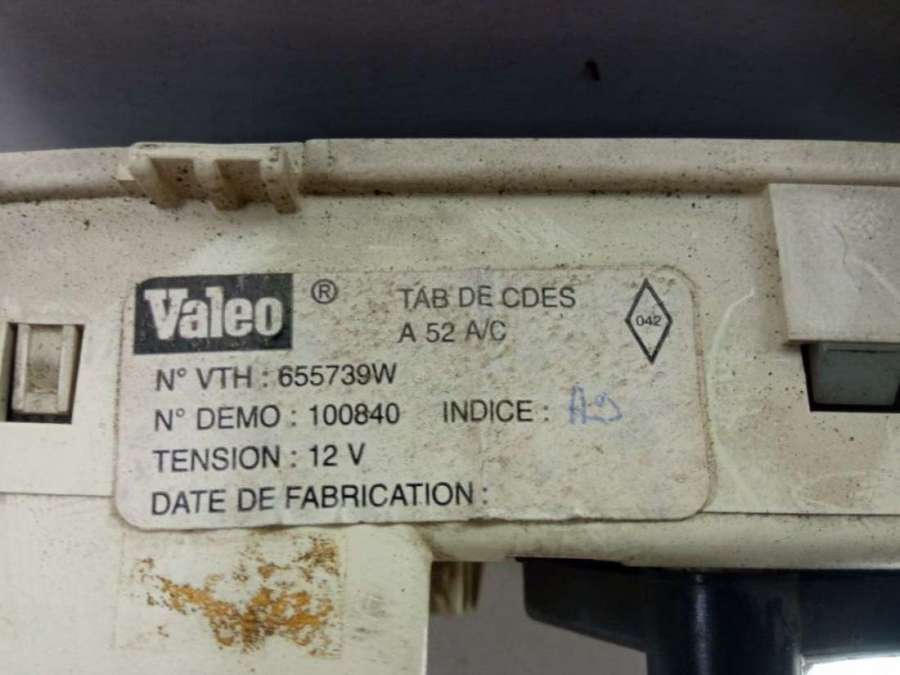 Valeo ® TAB DE CDES
A 52 A/C
042
N° VTH : 655739W
N° DEMO : 100840 INDICE :
TENSION : 12 V
DATE DE FABRICATION :